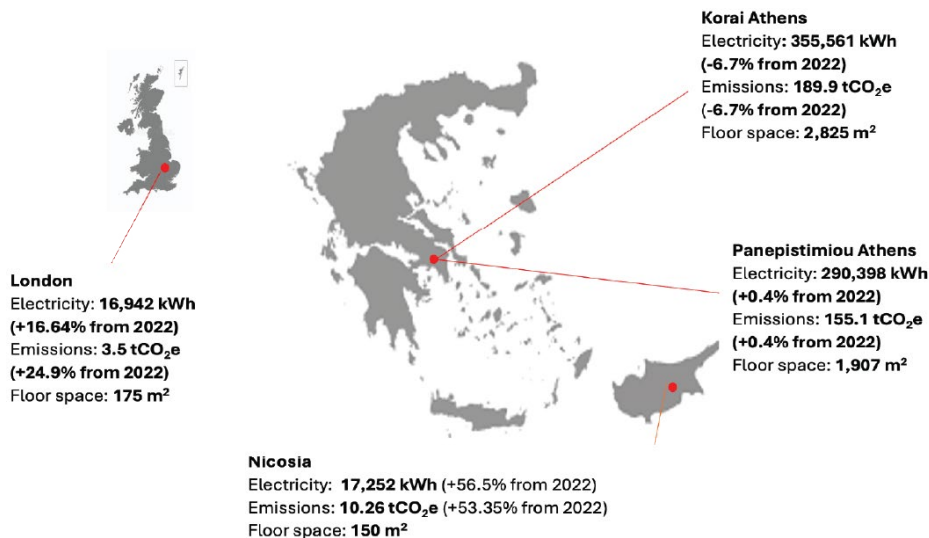 Korai Athens
Electricity: 355,561 kWh
(-6.7% from 2022)
Emissions: 189.9 tCO₂e
(-6.7% from 2022)
Floor space: 2,825 m²
Panepistimiou Athens
Electricity: 290,398 kWh
(+0.4% from 2022)
Emissions: 155.1 tCO₂e
(+0.4% from 2022)
Floor space: 1,907 m²
London
Electricity: 16,942 kWh
(+16.64% from 2022)
Emissions: 3.5 tCO₂e
(+24.9% from 2022)
Floor space: 175 m²
Nicosia
Electricity: 17,252 kWh (+56.5% from 2022)
Emissions: 10.26 tCO₂e (+53.35% from 2022)
Floor space: 150 m²